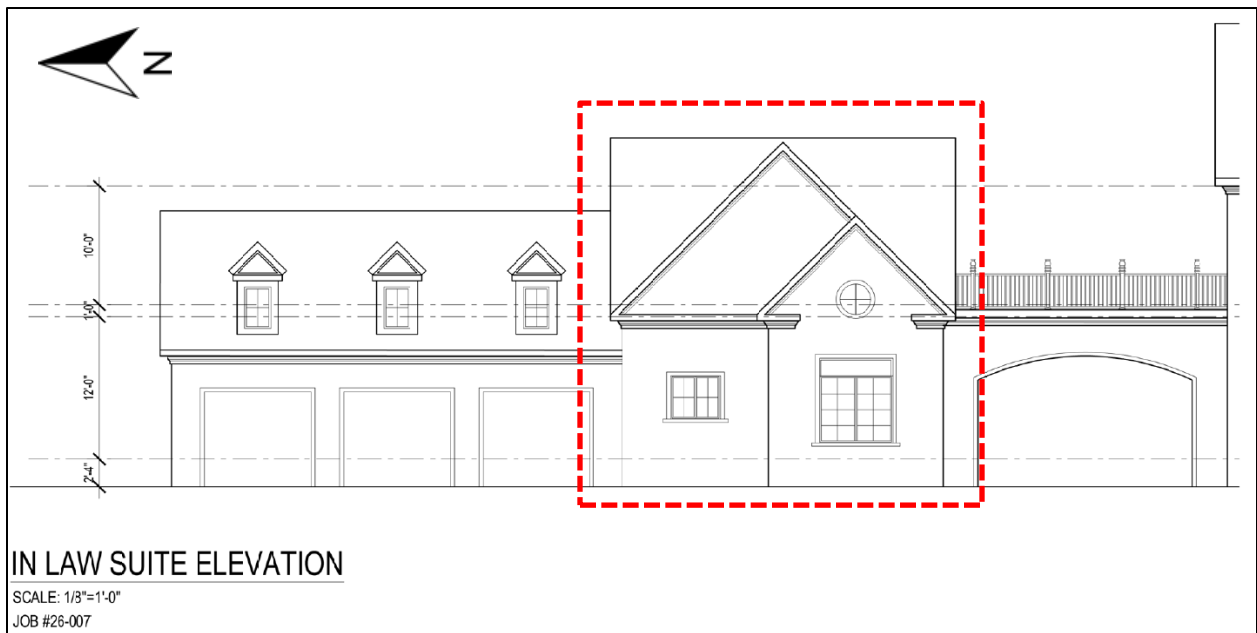 N
10'-0"
1'-0"
12'-0"
2'-4"
IN LAW SUITE ELEVATION
SCALE: 1/8"=1'-0"
JOB #26-007